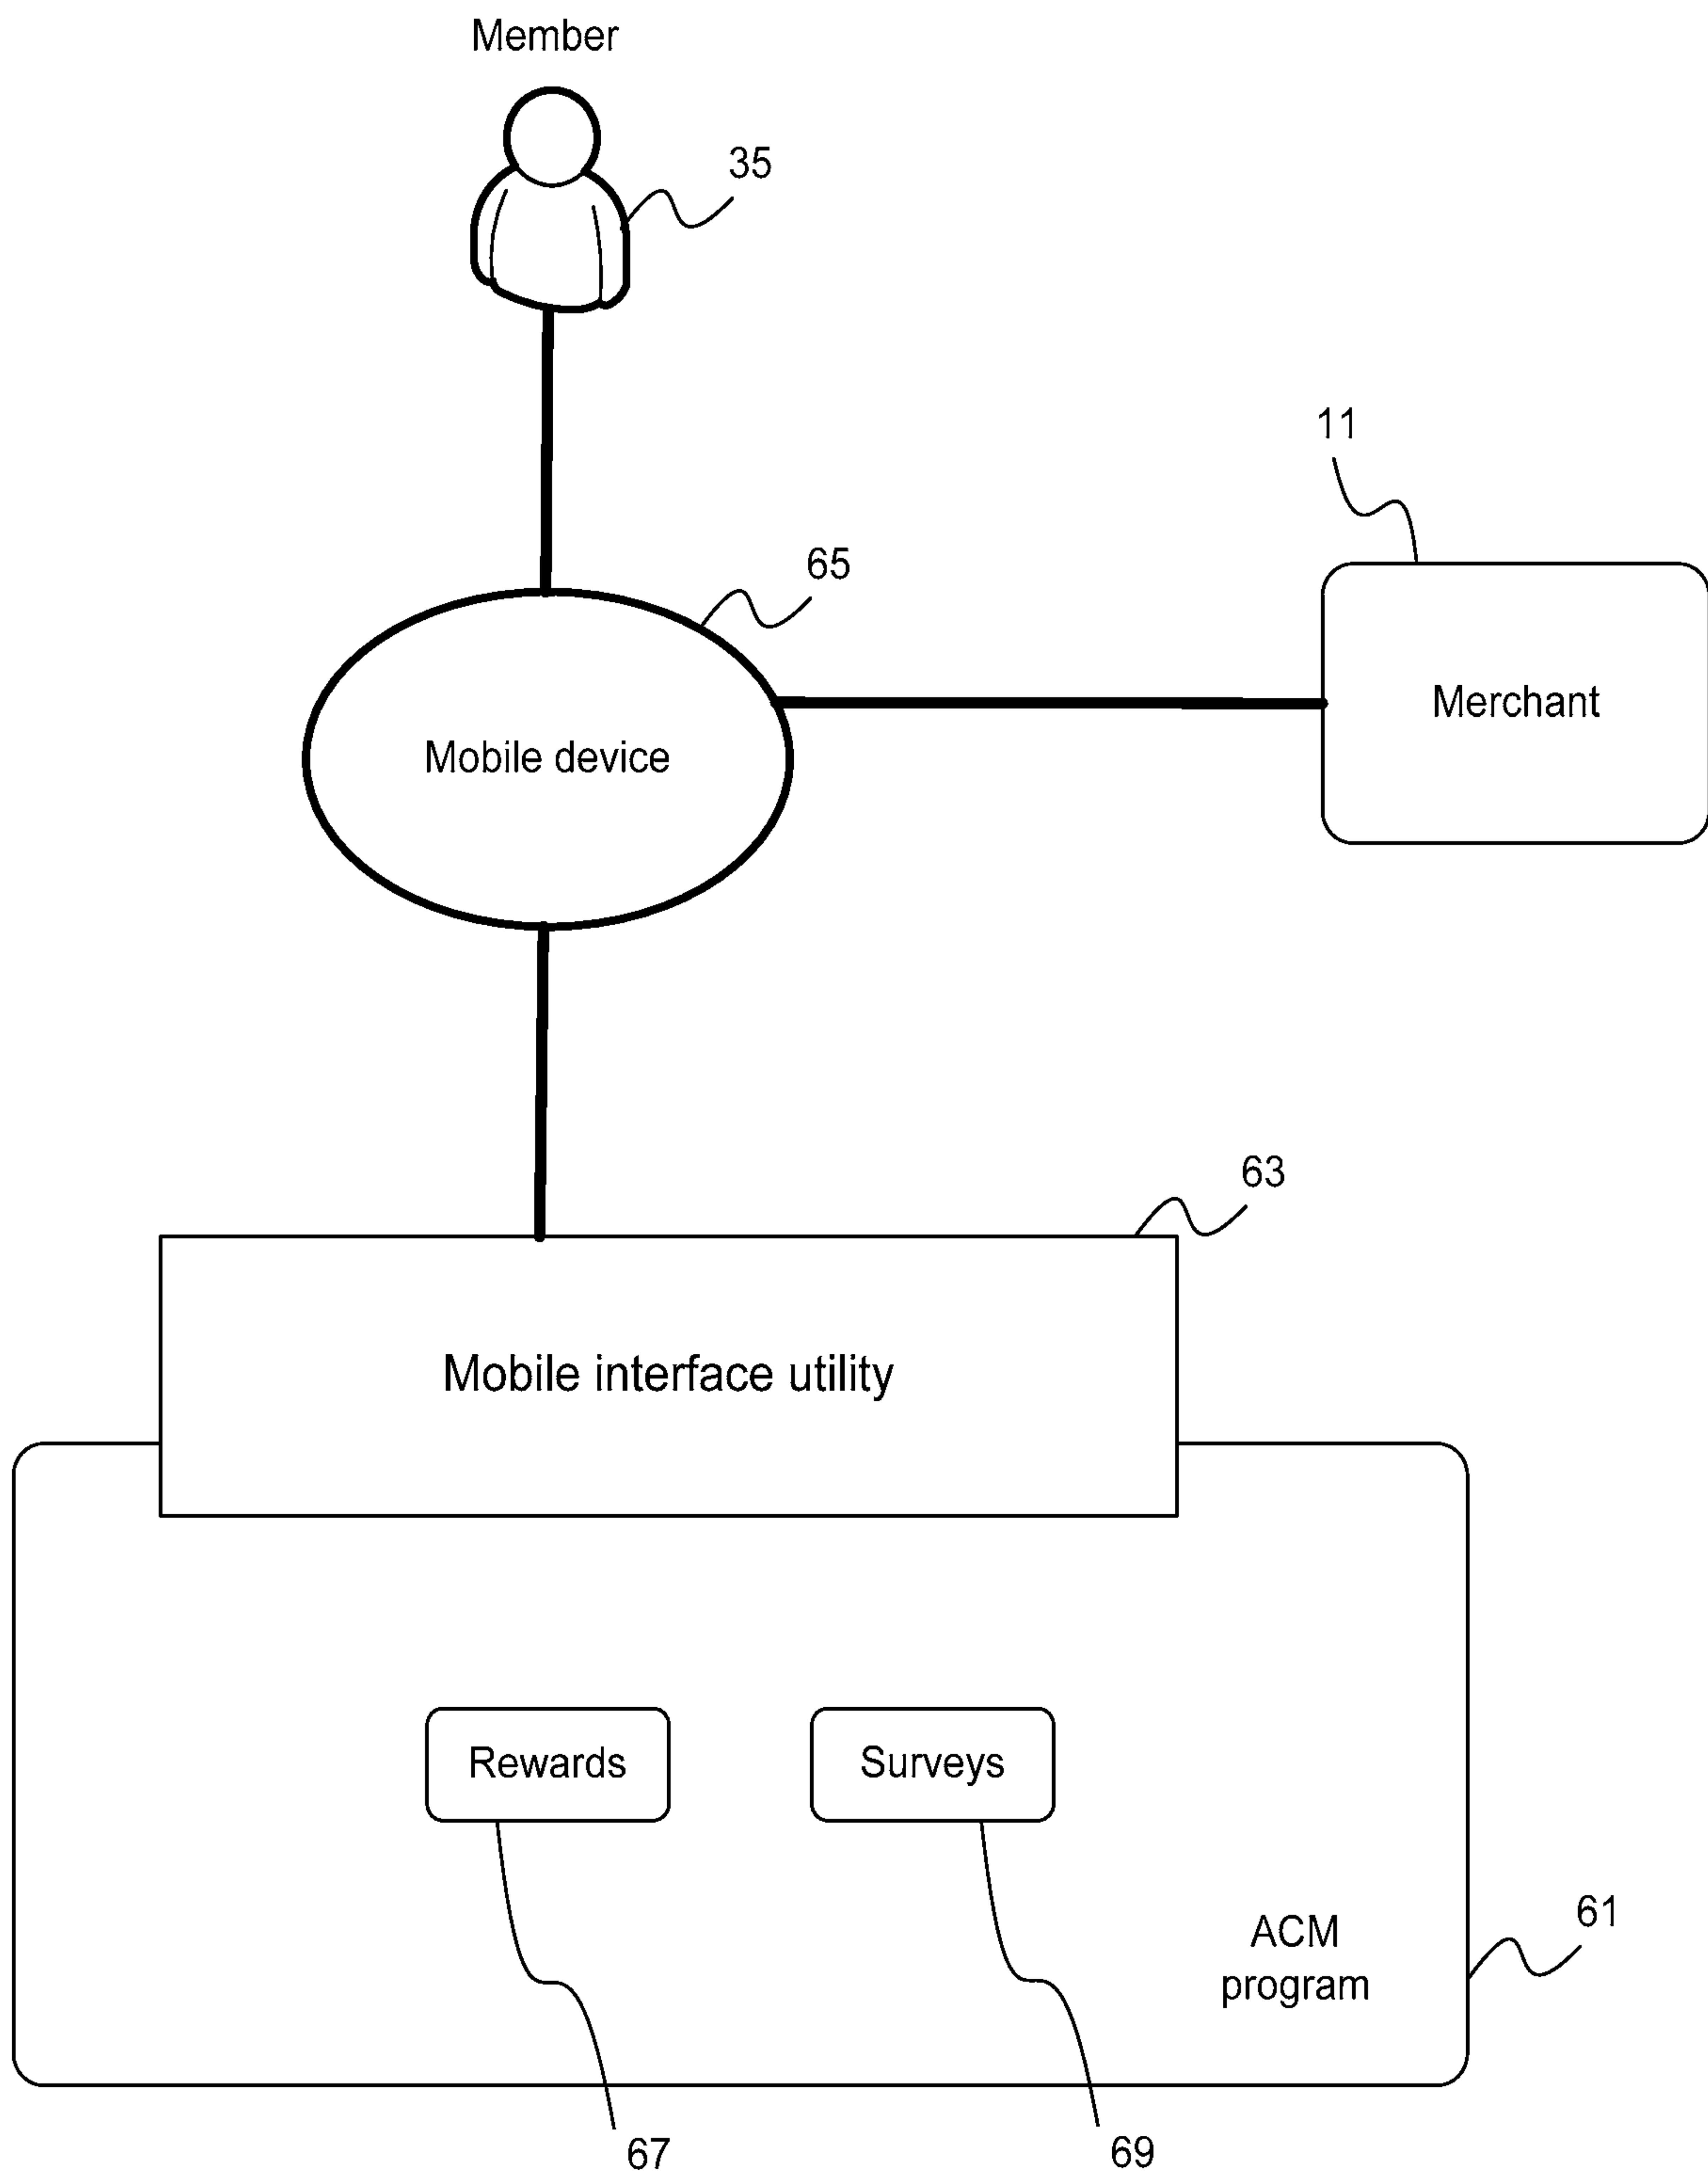 Member
35
11
65
Merchant
Mobile device
63
Mobile interface utility
Rewards
Surveys
61
ACM
program
67
69